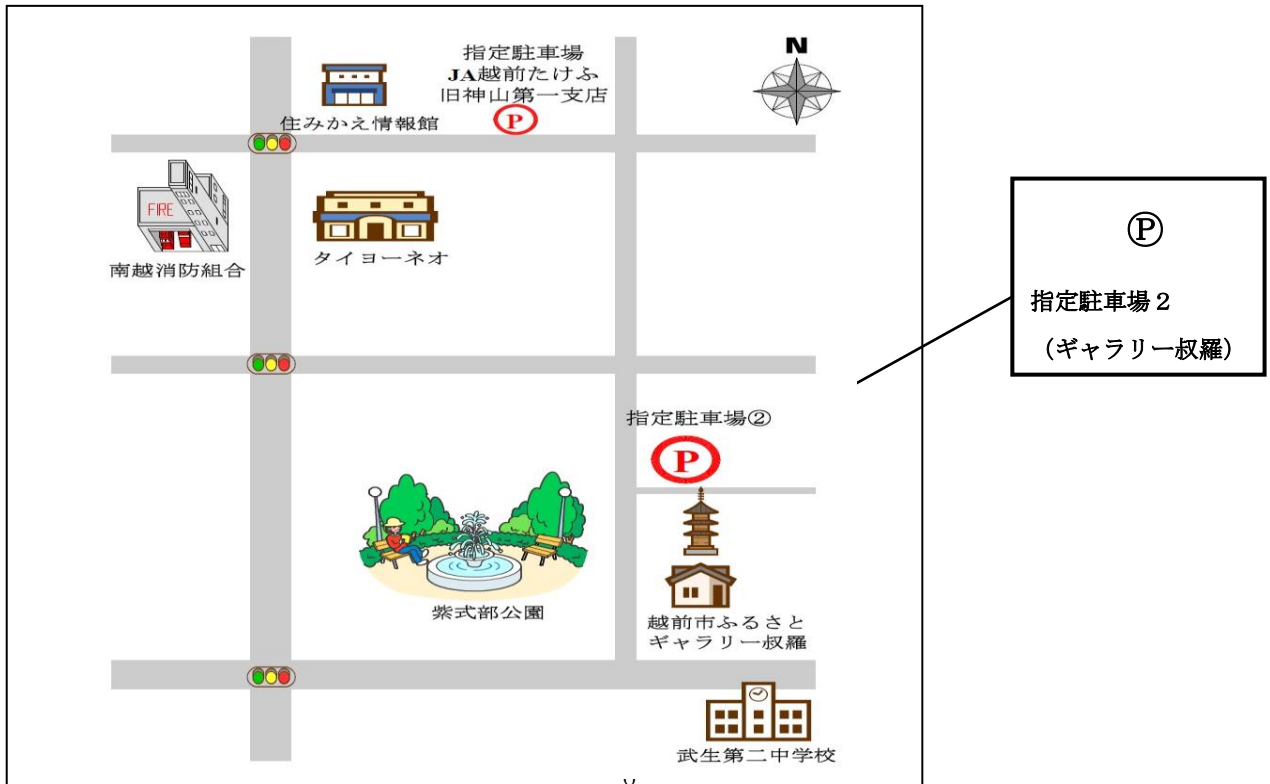 指定駐車場
JA越前たけふ
旧神山第一支店
P
N
住みかえ情報館
FIRE
南越消防組合
タイヨーネオ
Ⓟ
指定駐車場２
（ギャラリー叔羅）
指定駐車場②
P
紫式部公園
越前市ふるさと
ギャラリー叔羅
武生第二中学校